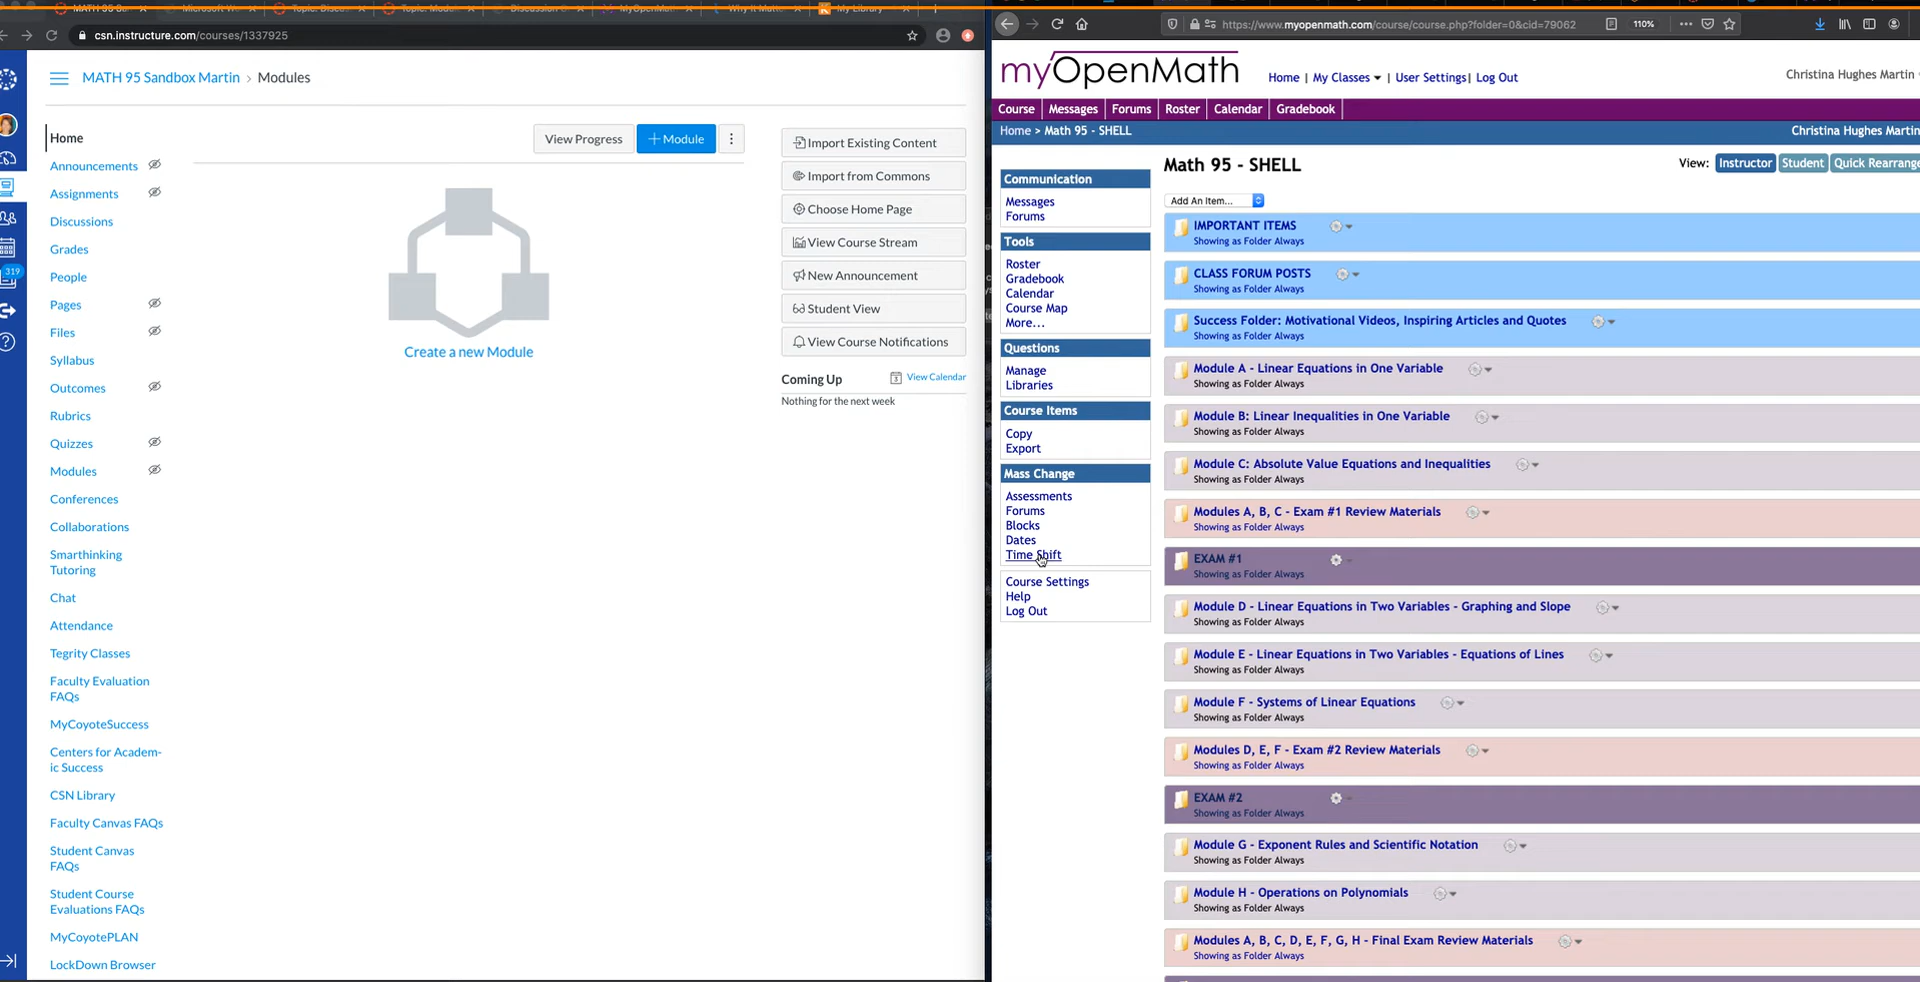 MATH 95 S
Microsoft W
Topic: Disc
Topic: Mod
Discussion
MyOpenMat
Why It Matt
My Library
csn.instructure.com/courses/1337925
MATH 95 Sandbox Martin › Modules
319
Home
Announcements
Assignments
Discussions
Grades
People
Pages
Files
Syllabus
Outcomes
Rubrics
Quizzes
Modules
Conferences
Collaborations
Smarthinking
Tutoring
Chat
Attendance
Tegrity Classes
Faculty Evaluation
FAQs
MyCoyoteSuccess
Centers for Academ-
ic Success
CSN Library
Faculty Canvas FAQs
Student Canvas
FAQs
Student Course
Evaluations FAQs
MyCoyotePLAN
LockDown Browser
View Progress
+ Module
Create a new Module
Import Existing Content
Import from Commons
Choose Home Page
View Course Stream
New Announcement
Student View
View Course Notifications
Coming Up
View Calendar
Nothing for the next week
https://www.myopenmath.com/course/course.php?folder=0&cid=79062
110%
myOpenMath
Home | My Classes | User Settings | Log Out
Christina Hughes Martin
Course Messages Forums Roster Calendar Gradebook
Home > Math 95 - SHELL
Christina Hughes Martin
Communication
Messages
Forums
Tools
Roster
Gradebook
Calendar
Course Map
More...
Questions
Manage
Libraries
Course Items
Copy
Export
Mass Change
Assessments
Forums
Blocks
Dates
Time Shift
Course Settings
Help
Log Out
Math 95 - SHELL
View: Instructor Student Quick Rearrange
Add An Item...
IMPORTANT ITEMS
Showing as Folder Always
CLASS FORUM POSTS
Showing as Folder Always
Success Folder: Motivational Videos, Inspiring Articles and Quotes
Showing as Folder Always
Module A - Linear Equations in One Variable
Showing as Folder Always
Module B: Linear Inequalities in One Variable
Showing as Folder Always
Module C: Absolute Value Equations and Inequalities
Showing as Folder Always
Modules A, B, C - Exam #1 Review Materials
Showing as Folder Always
EXAM #1
Showing as Folder Always
Module D - Linear Equations in Two Variables - Graphing and Slope
Showing as Folder Always
Module E - Linear Equations in Two Variables - Equations of Lines
Showing as Folder Always
Module F - Systems of Linear Equations
Showing as Folder Always
Modules D, E, F - Exam #2 Review Materials
Showing as Folder Always
EXAM #2
Showing as Folder Always
Module G - Exponent Rules and Scientific Notation
Showing as Folder Always
Module H - Operations on Polynomials
Showing as Folder Always
Modules A, B, C, D, E, F, G, H - Final Exam Review Materials
Showing as Folder Always